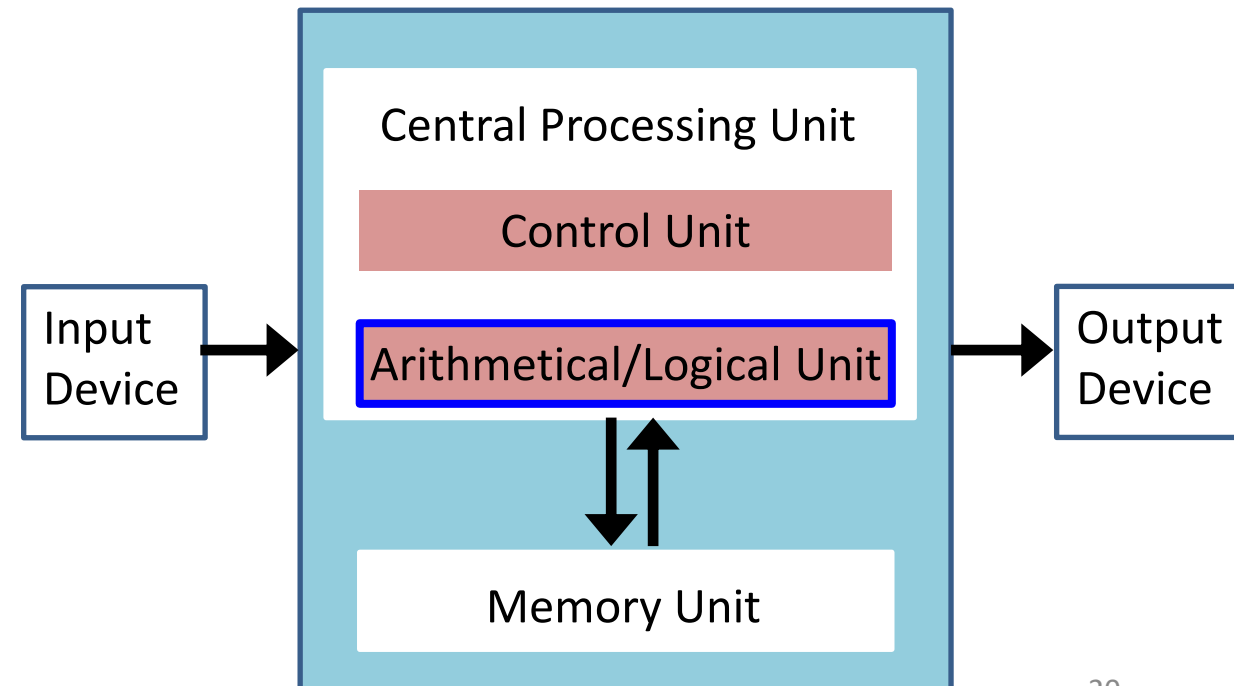 Central Processing Unit
Control Unit
Input
Device
Arithmetical/Logical Unit
Output
Device
Memory Unit